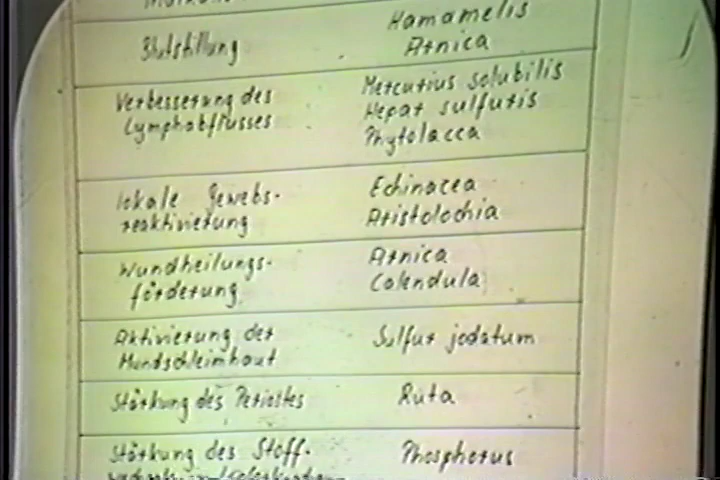 Hamamelis
Blutstillung Arnica
Verbesserung des Mercurius solubilis
Lymphabflusses Hepar sulfuris
Phytolacca
lokale Gewebs- Echinacea
reaktivierung Aristolochia
Wundheilungs- Arnica
förderung Calendula
Aktivierung der Sulfur jodatum
Mundschleimhaut
Stärkung des Periostes Ruta
Stärkung des Stoff- Phosphorus